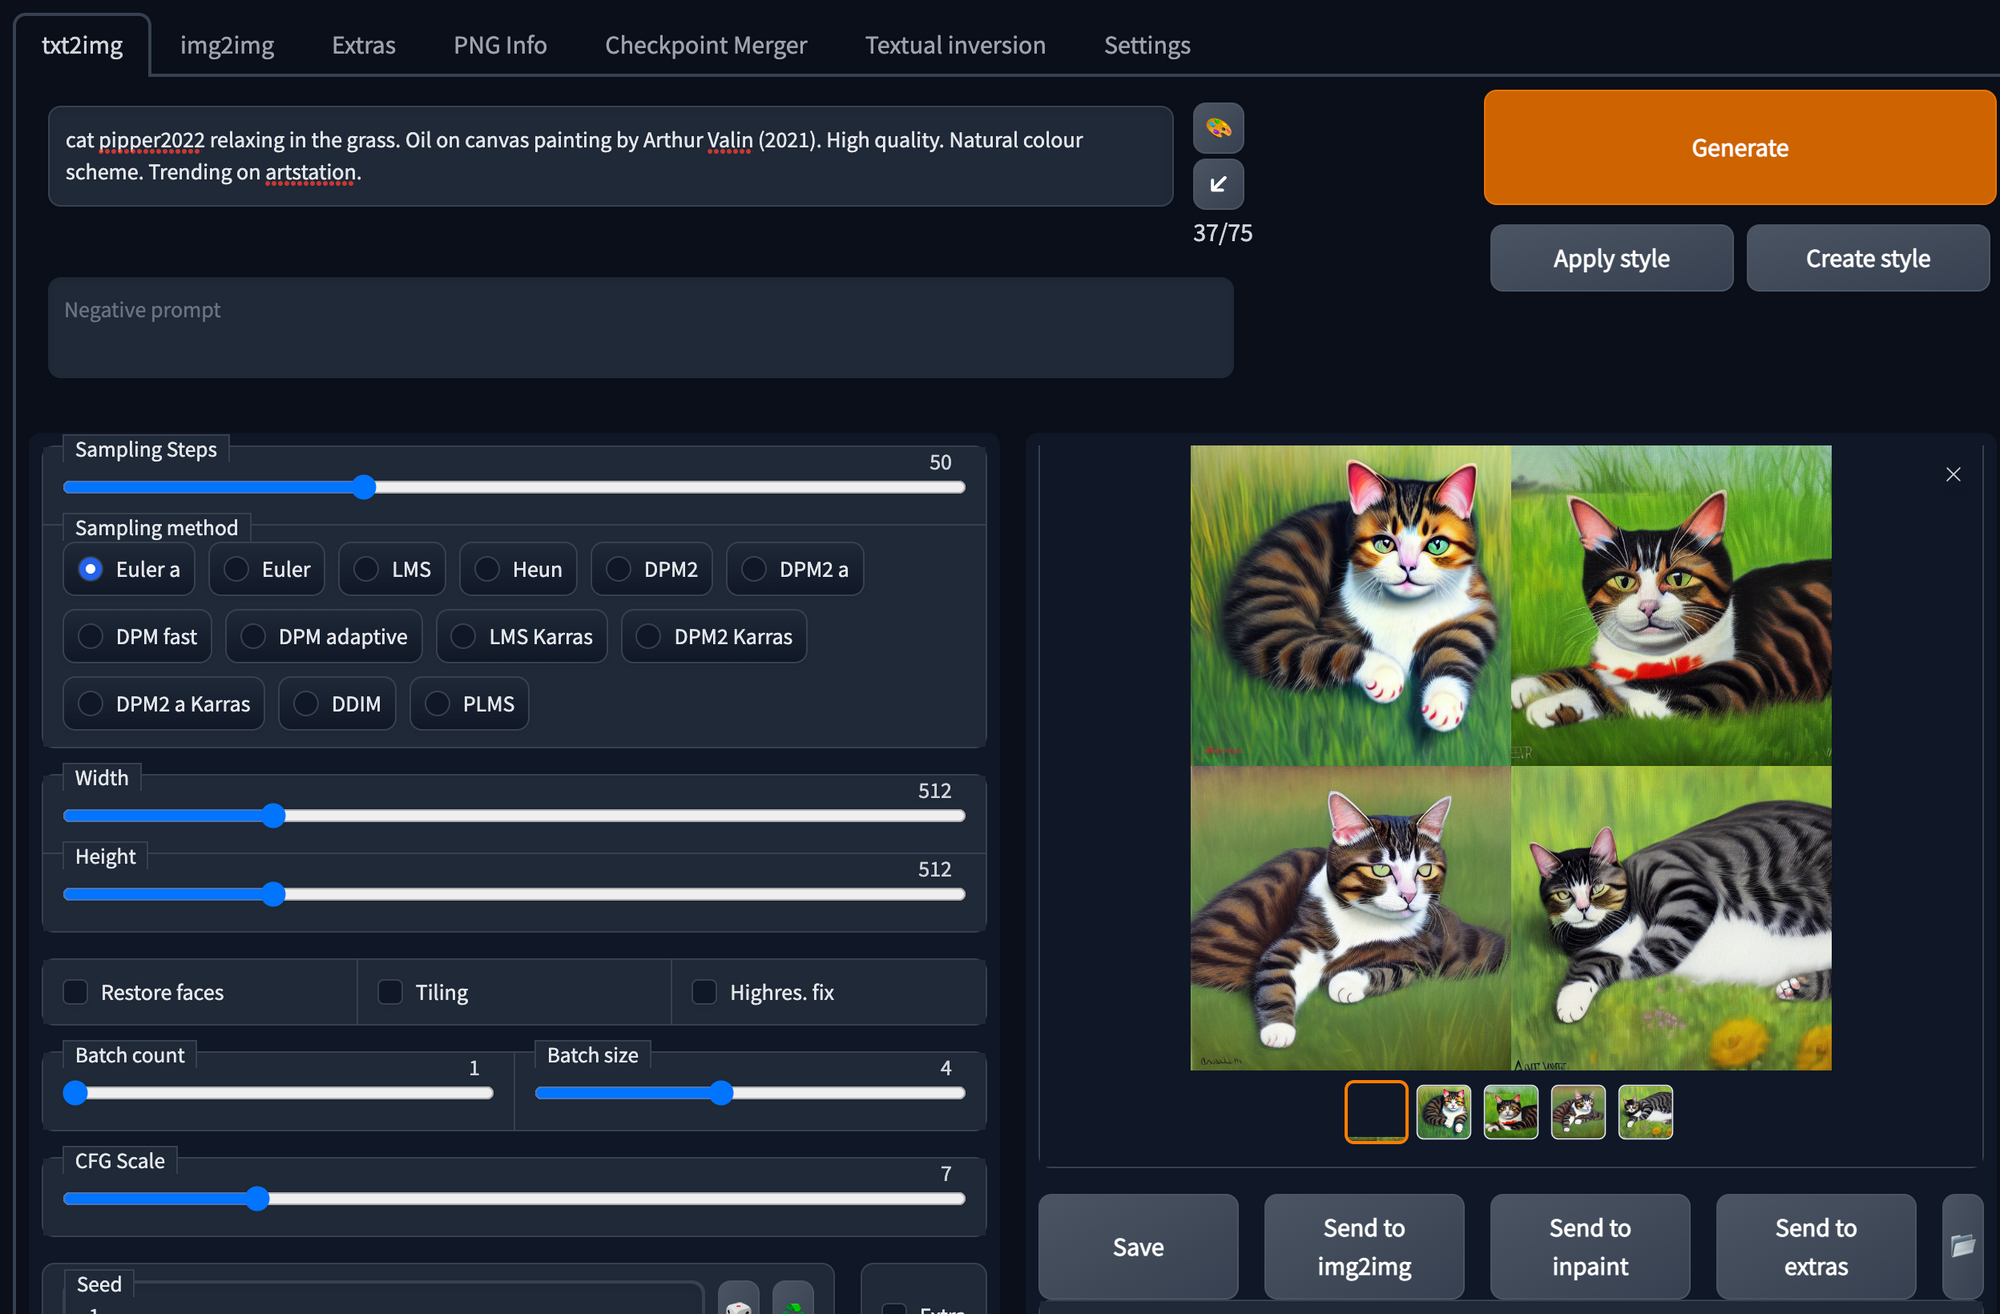 txt2img
img2img
Extras
PNG Info
Checkpoint Merger
Textual inversion
Settings
cat pipper2022 relaxing in the grass. Oil on canvas painting by Arthur Valin (2021). High quality. Natural colour
scheme. Trending on artstation.
37/75
Generate
Apply style
Create style
Negative prompt
Sampling Steps
50
Sampling method
Euler a
Euler
LMS
Heun
DPM2
DPM2 a
DPM fast
DPM adaptive
LMS Karras
DPM2 Karras
DPM2 a Karras
DDIM
PLMS
Width
512
Height
512
Restore faces
Tiling
Highres. fix
Batch count
1
Batch size
4
CFG Scale
7
Seed
Extra
Save
Send to
img2img
Send to
inpaint
Send to
extras